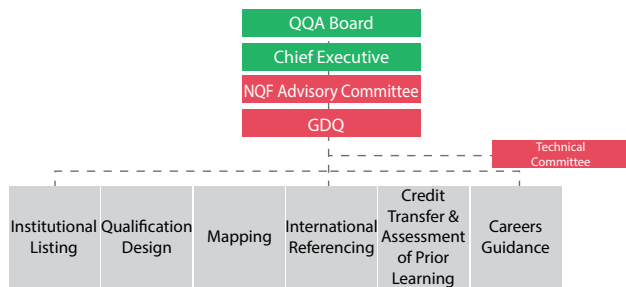 QQA Board
Chief Executive
NQF Advisory Committee
GDQ
Technical
Committee
Institutional
Listing
Qualification
Design
Mapping
International
Referencing
Credit
Transfer &
Assessment
of Prior
Learning
Careers
Guidance